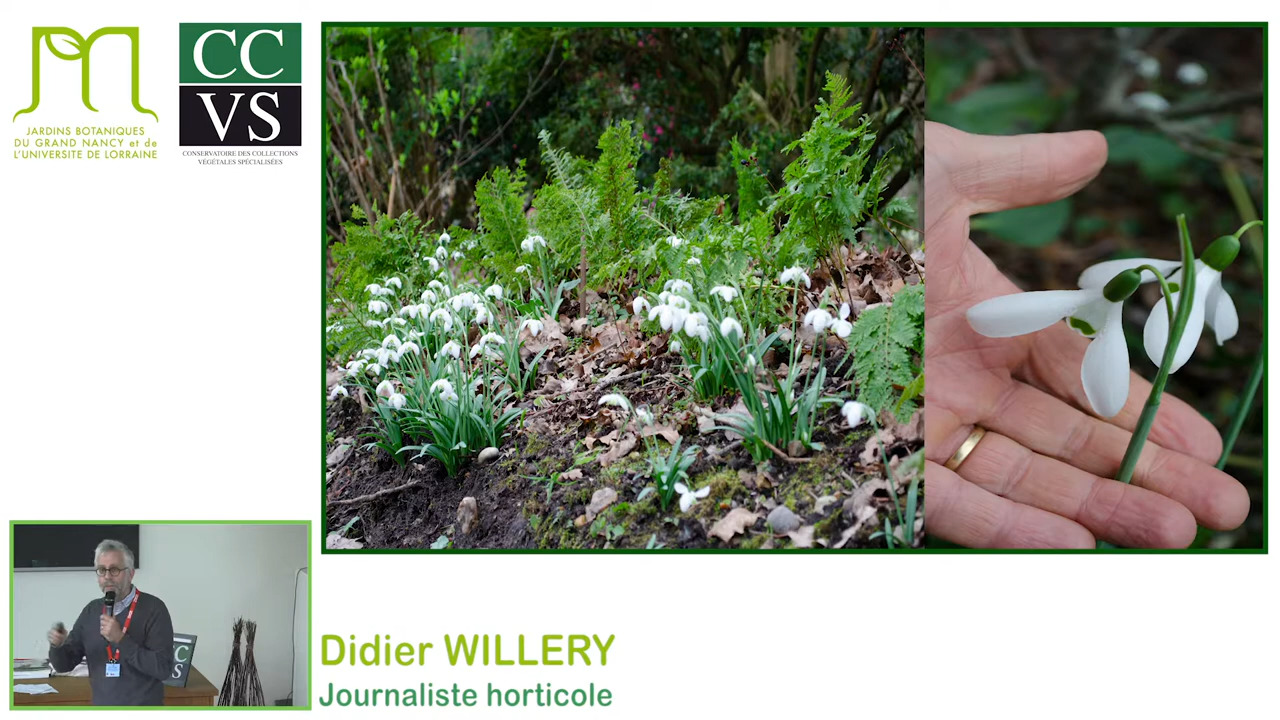 JARDINS BOTANIQUES
DU GRAND NANCY et de
L'UNIVERSITE DE LORRAINE
CC
VS
CONSERVATOIRE DES COLLECTIONS
VÉGÉTALES SPÉCIALISÉES
C
S
Didier WILLERY
Journaliste horticole